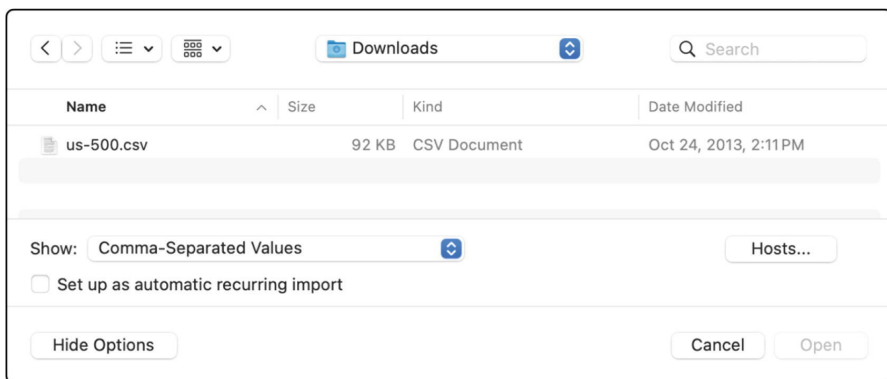 Downloads
Search
Name Size Kind Date Modified
us-500.csv 92 KB CSV Document Oct 24, 2013, 2:11 PM
Show: Comma-Separated Values Hosts...
Set up as automatic recurring import
Hide Options Cancel Open